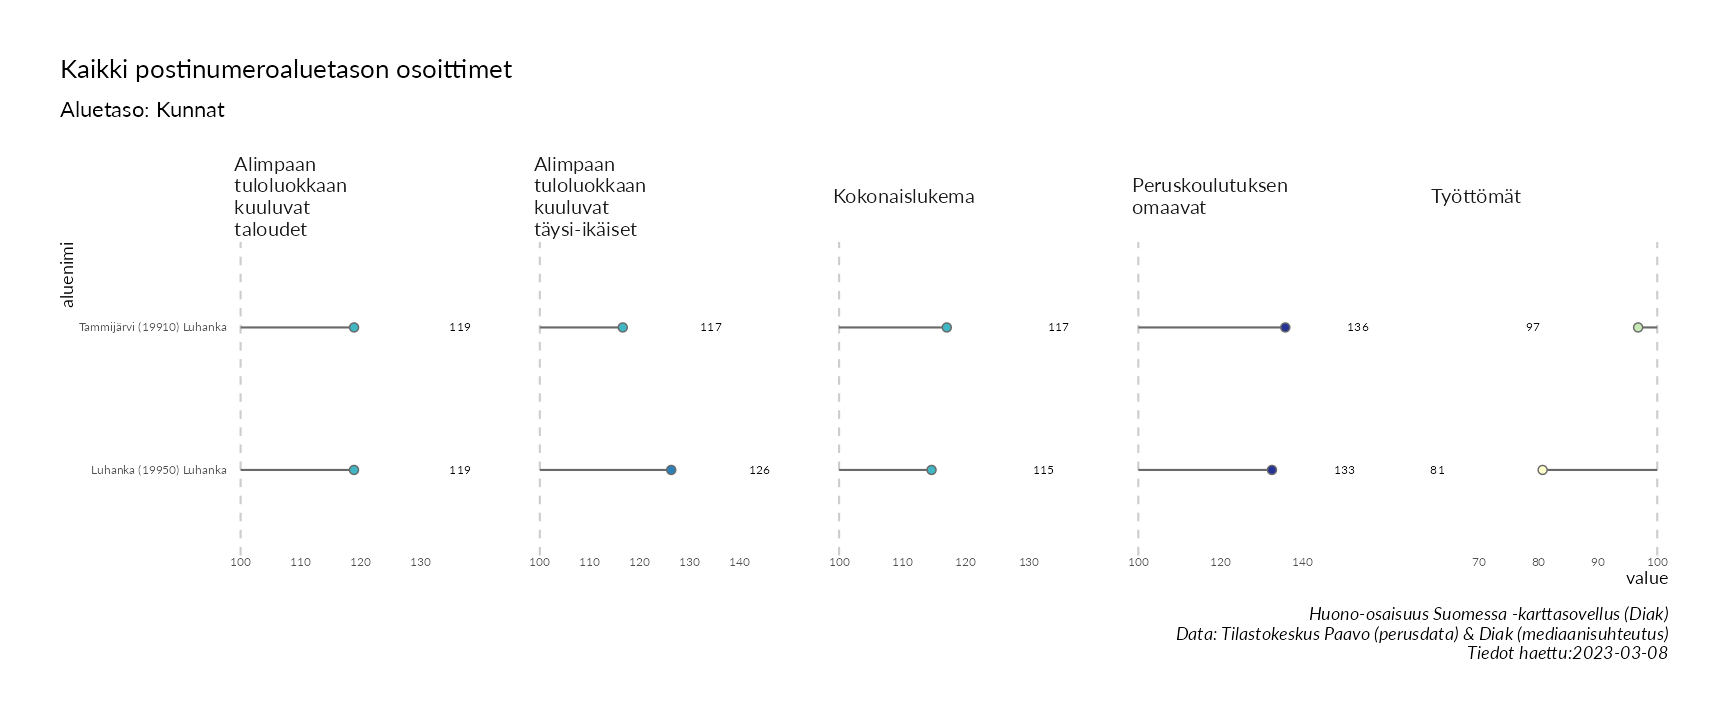 Kaikki postinumeroaluetason osoittimet
Aluetaso: Kunnat
Alimpaan
tuloluokkaan
kuuluvat
taloudet
Alimpaan
tuloluokkaan
kuuluvat
täysi-ikäiset
Kokonaislukema
Peruskoulutuksen
omaavat
Työttömät
aluenimi
Tammijärvi (19910) Luhanka
119
117
117
136
97
Luhanka (19950) Luhanka
119
126
115
133
81
100 110 120 130
100 110 120 130 140
100 110 120 130
100 120 140
70 80 90 100
value
Huono-osaisuus Suomessa -karttasovellus (Diak)
Data: Tilastokeskus Paavo (perusdata) & Diak (mediaanisuhteutus)
Tiedot haettu:2023-03-08